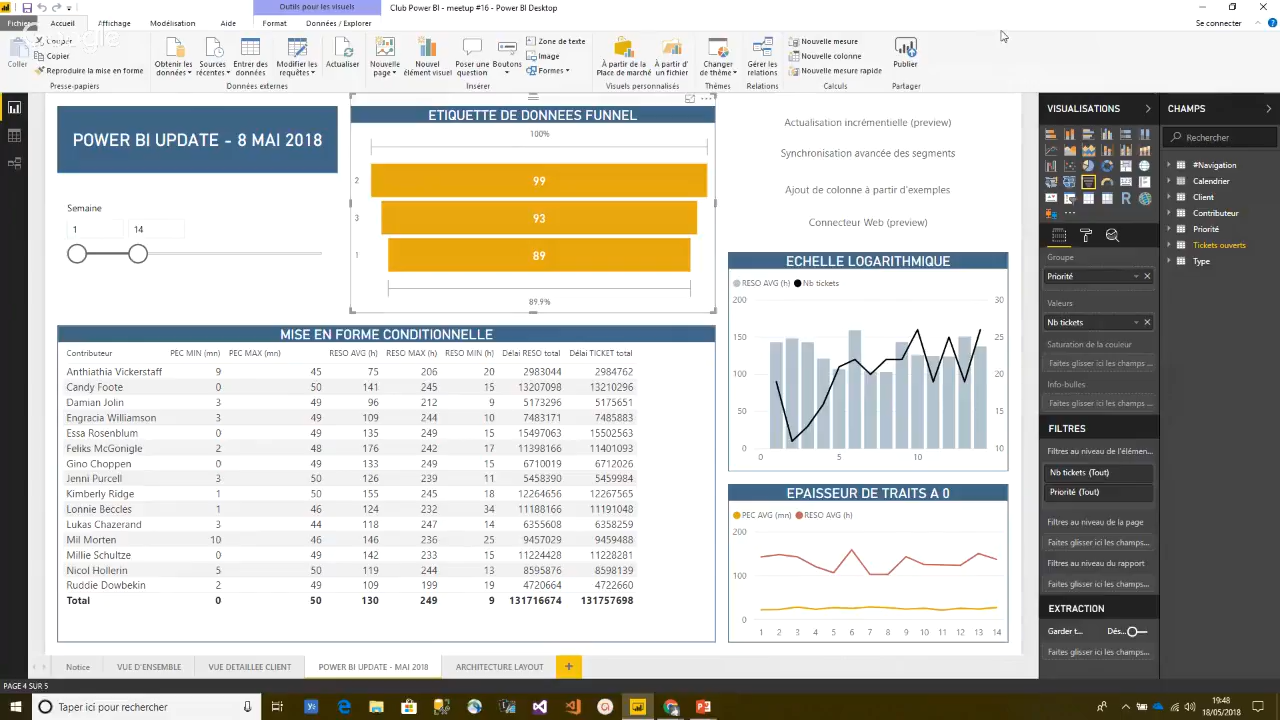 Outils pour les visuels
Club Power BI - meetup #16 - Power BI Desktop
Fichier Accueil Affichage Modélisation Aide Format Données / Explorer Se connecter
Google
Coller
Couper
Copier
Reproduire la mise en forme
Presse-papiers
Obtenir les données
Sources récentes
Entrer des données
Modifier les requêtes
Actualiser
Données externes
Nouvelle page
Nouvel élément visuel
Poser une question
Boutons
Zone de texte
Image
Formes
Insérer
À partir de la Place de marché
À partir d' un fichier
Visuels personnalisés
Changer de thème
Thèmes
Gérer les relations
Relations
Nouvelle mesure
Nouvelle colonne
Nouvelle mesure rapide
Calculs
Publier
Partager
POWER BI UPDATE - 8 MAI 2018
Semaine
1 14
ETIQUETTE DE DONNEES FUNNEL
100%
2 99
3 93
1 89
89.9%
Actualisation incrémentielle (preview)
Synchronisation avancée des segments
Ajout de colonne à partir d'exemples
Connecteur Web (preview)
MISE EN FORME CONDITIONNELLE
Contributeur PEC MIN (mn) PEC MAX (mn) RESO AVG (h) RESO MAX (h) RESO MIN (h) Délai RESO total Délai TICKET total
Anthiathia Vickerstaff 9 45 75 206 20 2983044 2984762
Candy Foote 0 50 141 245 15 13207098 13210296
Damian Jolin 3 49 96 212 9 5173296 5175651
Engracia Williamson 3 49 109 244 10 7483171 7485883
Essa Rosenblum 0 49 135 249 15 15497063 15502563
Feliks McGonigle 2 48 176 242 17 11398166 11401093
Gino Choppen 0 49 133 249 15 6710019 6712026
Jenni Purcell 3 50 126 239 11 5458390 5459984
Kimberly Ridge 1 50 155 245 18 12264656 12267565
Lonnie Beccles 1 46 124 232 34 11188166 11191048
Lukas Chazerand 3 44 118 247 14 6355608 6358259
Mil Morten 10 46 146 236 25 9457029 9459488
Millie Schultze 0 49 142 233 15 11224428 11228281
Nicol Hollerin 5 50 119 244 13 8595876 8598139
Ruddie Dowbekin 2 49 109 199 19 4720664 4722660
Total 0 50 130 249 9 131716674 131757698
ECHELLE LOGARITHMIQUE
RESO AVG (h) Nb tickets
200 30
150 25
100 20
50 15
0 10
0 5 10
EPAISSEUR DE TRAITS A 0
PEC AVG (mn) RESO AVG (h)
200
100
0
1 2 3 4 5 6 7 8 9 10 11 12 13 14
VISUALISATIONS
Groupe
Priorité
Valeurs
Nb tickets
Saturation de la couleur
Faites glisser ici les champs ...
Info-bulles
Faites glisser ici les champs ...
FILTRES
Filtres au niveau de l'élémen...
Nb tickets (Tout)
Priorité (Tout)
Filtres au niveau de la page
Faites glisser ici les champs...
Filtres au niveau du rapport
Faites glisser ici les champs...
EXTRACTION
Garder t... Dés...
Faites glisser ici les champs...
CHAMPS
Rechercher
#Navigation
Calendrier
Client
Contributeur
Priorité
Tickets ouverts
Type
Notice VUE D'ENSEMBLE VUE DETAILLEE CLIENT POWER BI UPDATE - MAI 2018 ARCHITECTURE LAYOUT +
PAGE 4 SUR 5
Taper ici pour rechercher
19:48
18/05/2018